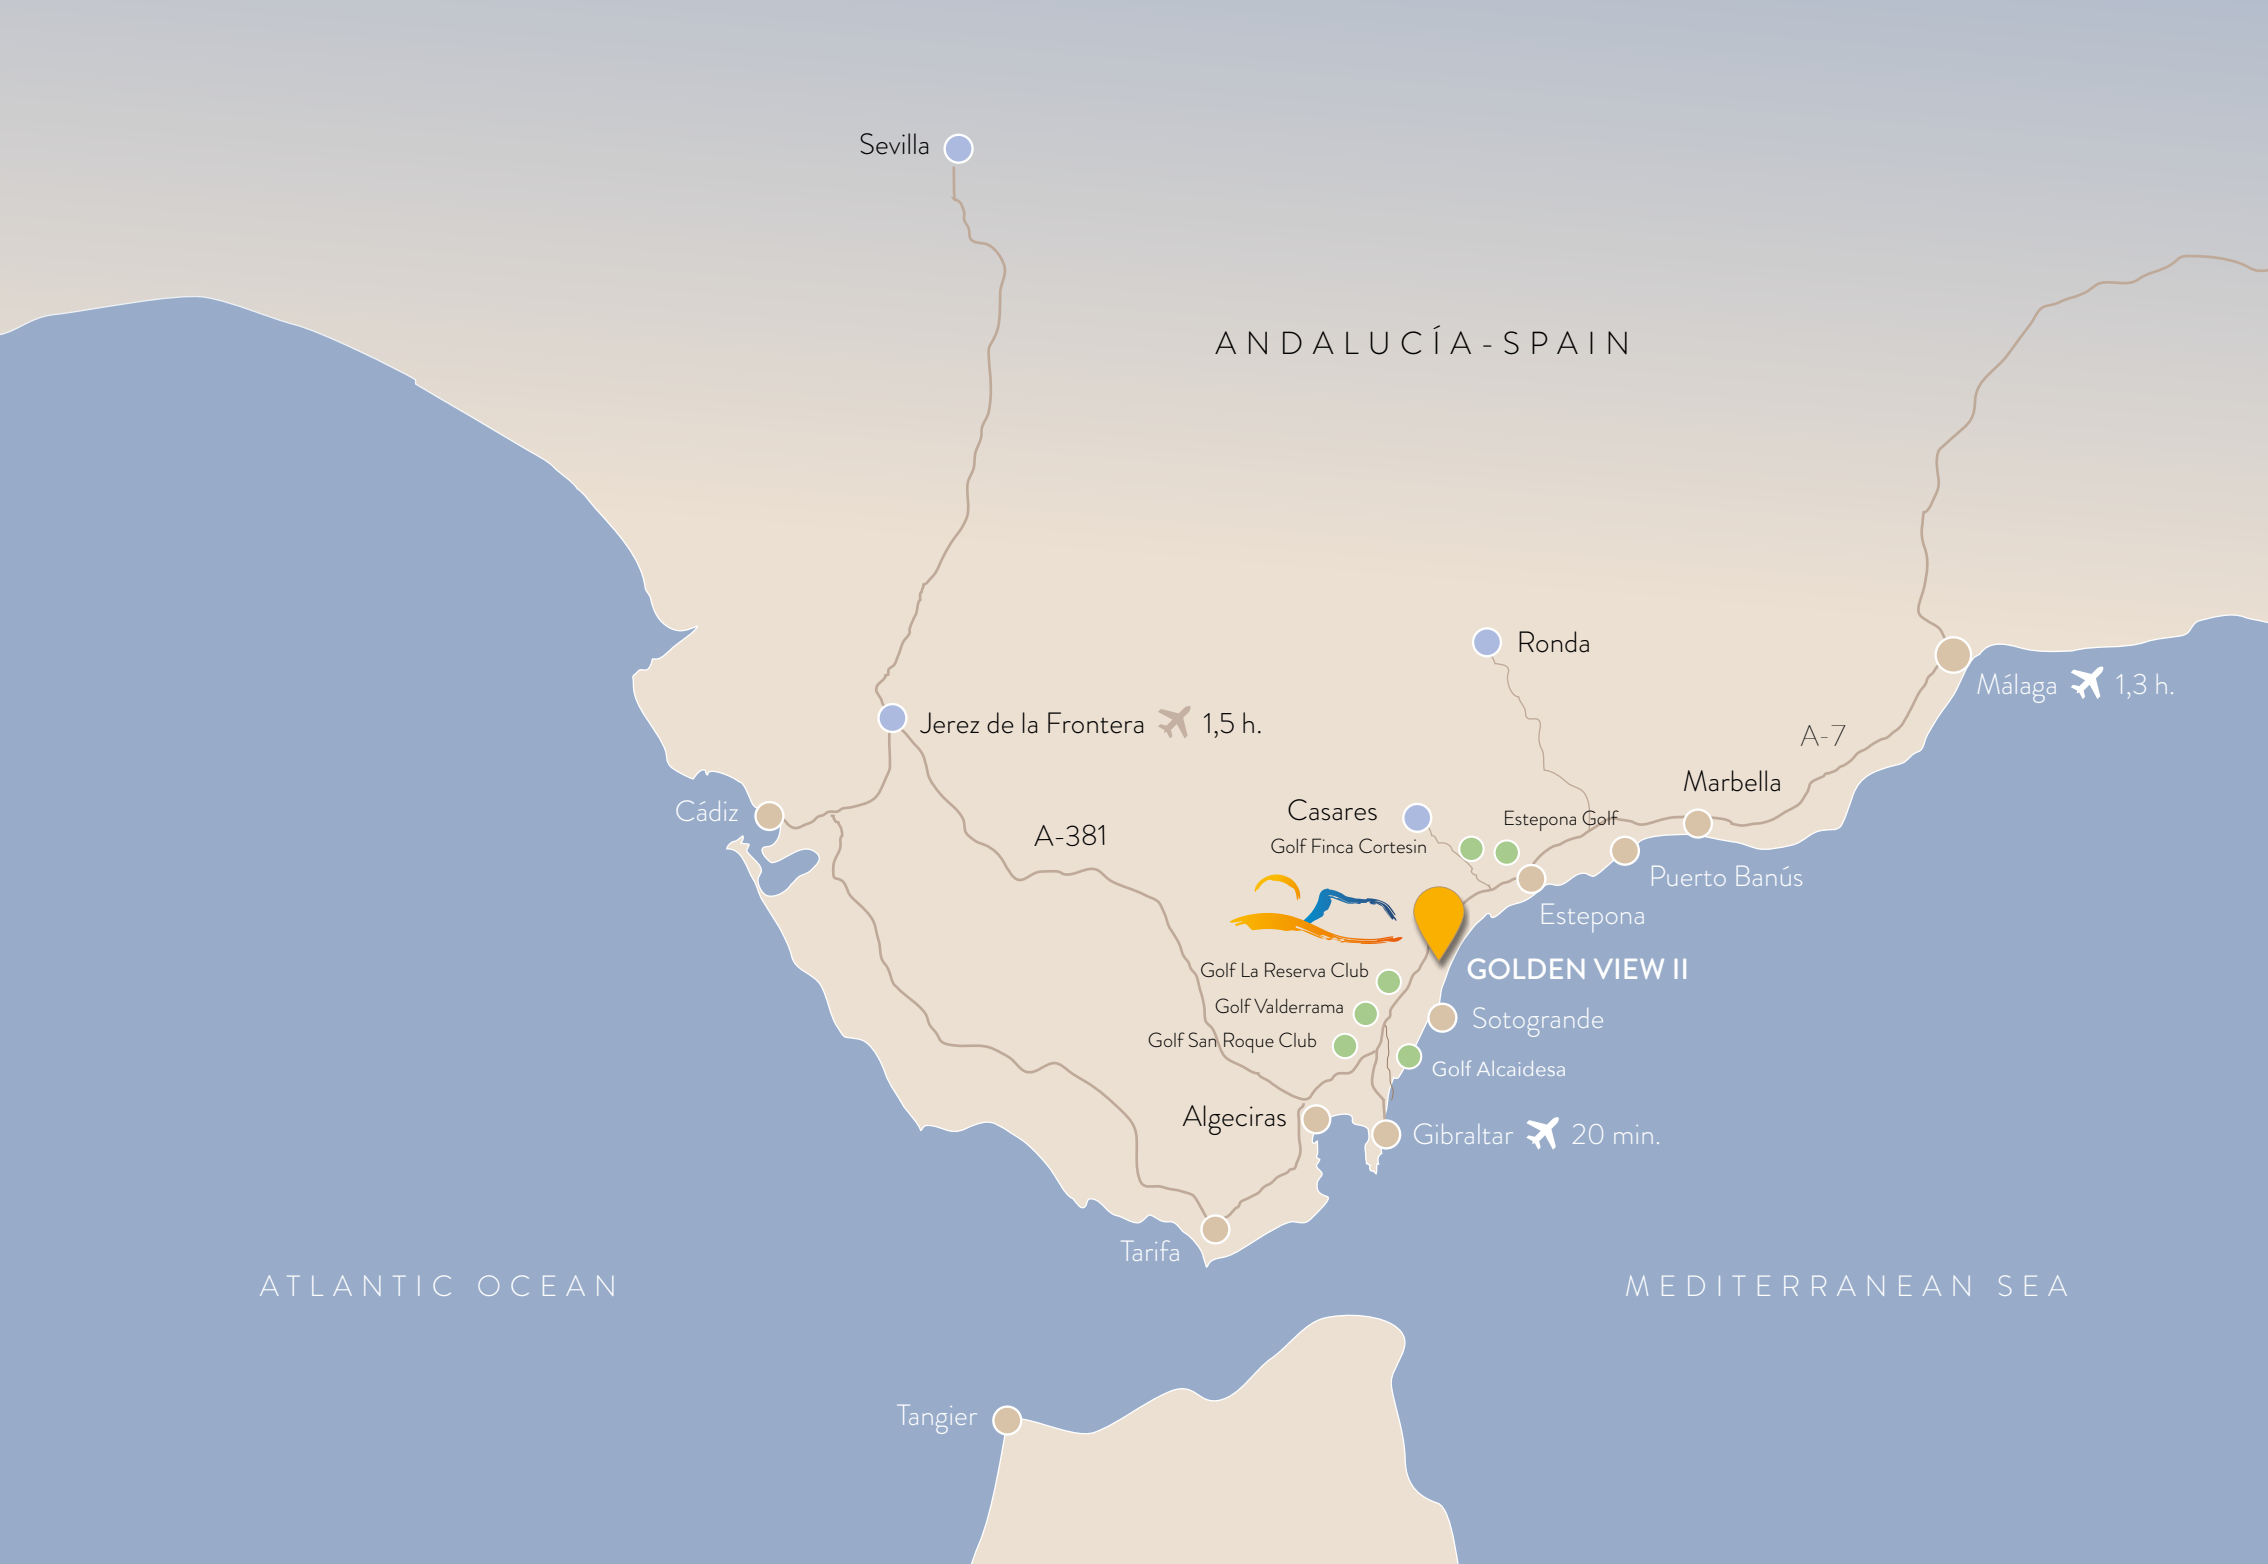 Sevilla
ANDALUCÍA-SPAIN
Ronda
Málaga 1,3 h.
Jerez de la Frontera 1,5 h.
A-7
Marbella
Cádiz
Casares
Estepona Golf
A-381
Golf Finca Cortesin
Puerto Banús
Estepona
GOLDEN VIEW II
Golf La Reserva Club
Golf Valderrama
Sotogrande
Golf San Roque Club
Golf Alcaidesa
Algeciras
Gibraltar 20 min.
Tarifa
ATLANTIC OCEAN
MEDITERRANEAN SEA
Tangier